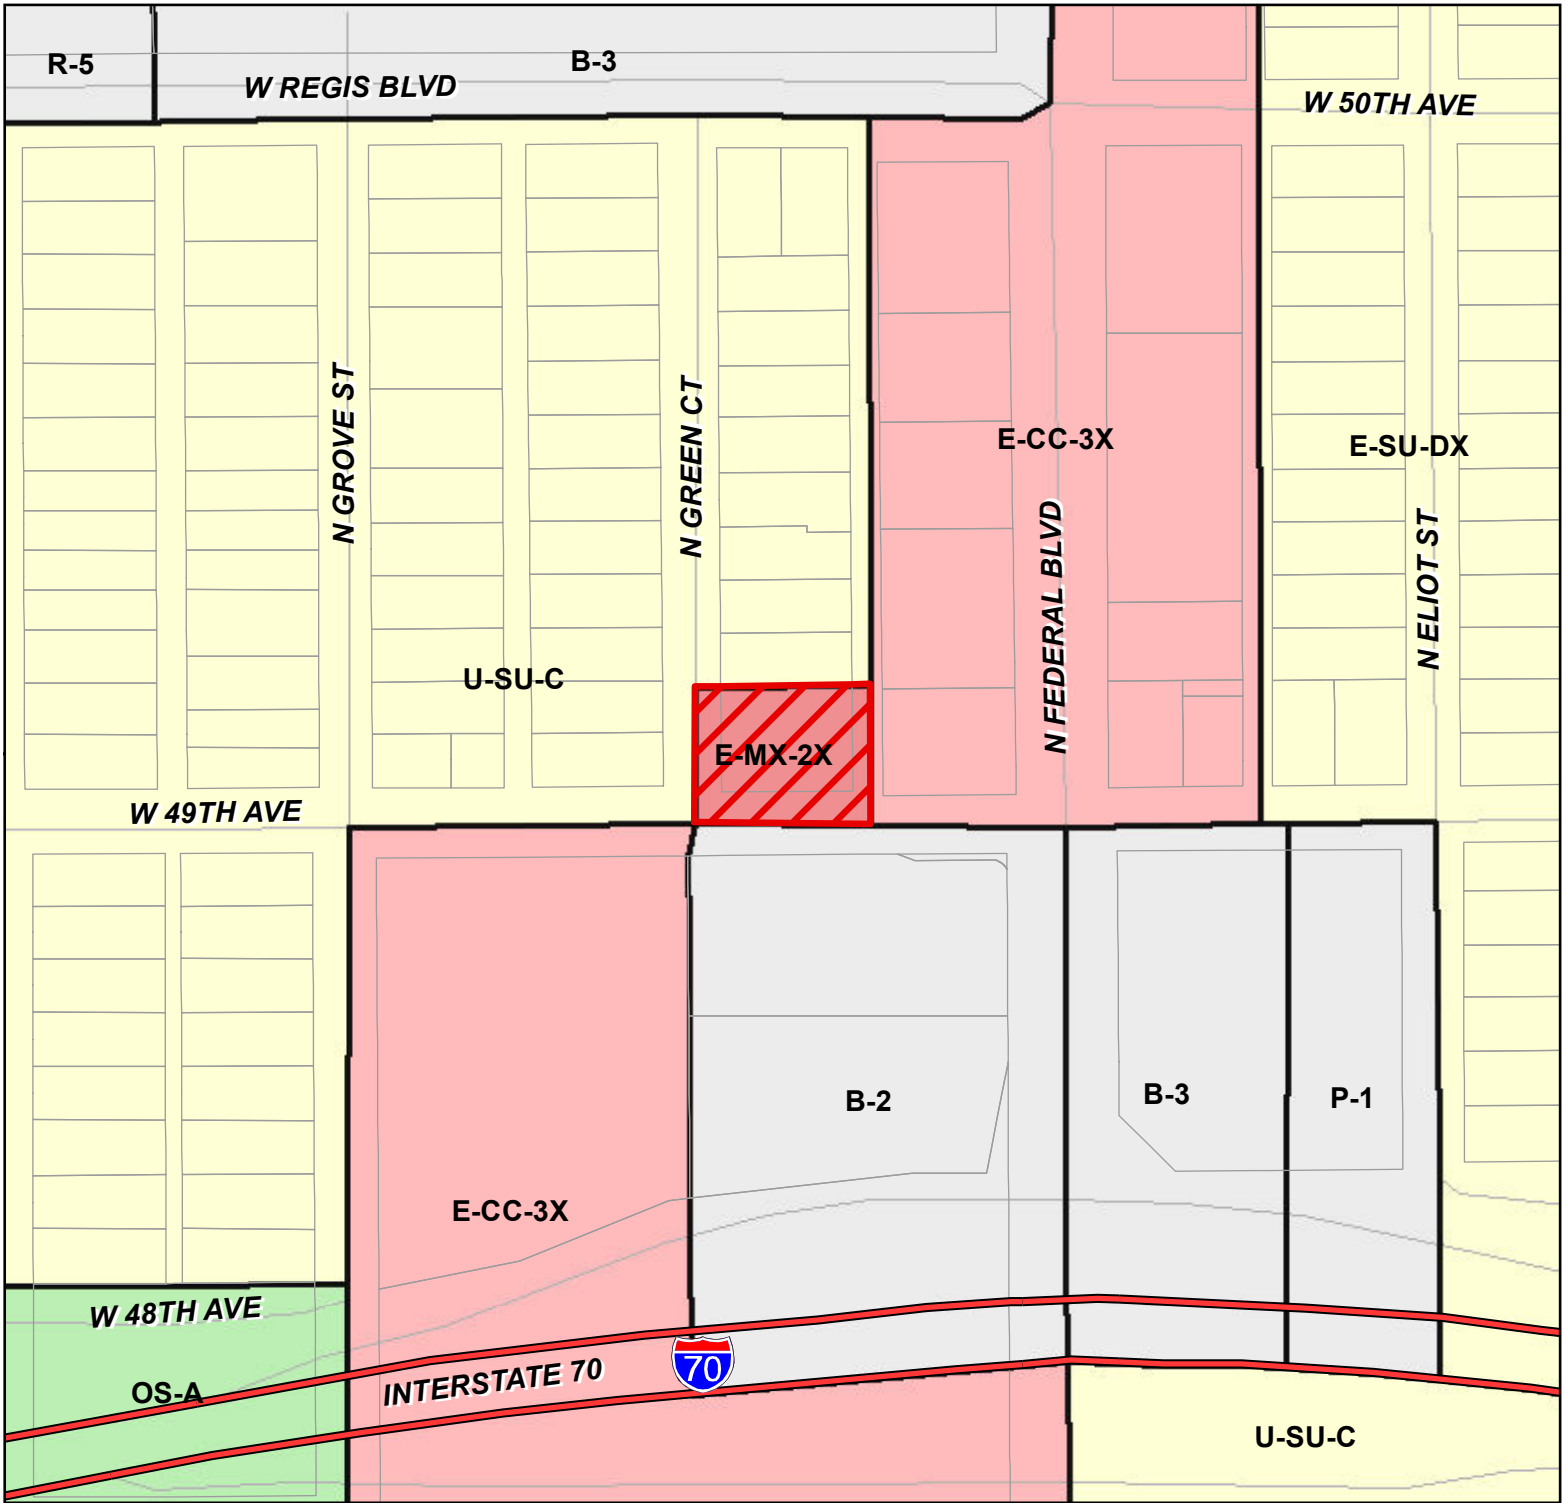 R-5
B-3
W REGIS BLVD
W 50TH AVE
N GROVE ST
N GREEN CT
E-CC-3X
E-SU-DX
N FEDERAL BLVD
N ELIOT ST
U-SU-C
E-MX-2X
W 49TH AVE
B-2
B-3
P-1
E-CC-3X
W 48TH AVE
70
INTERSTATE 70
OS-A
U-SU-C